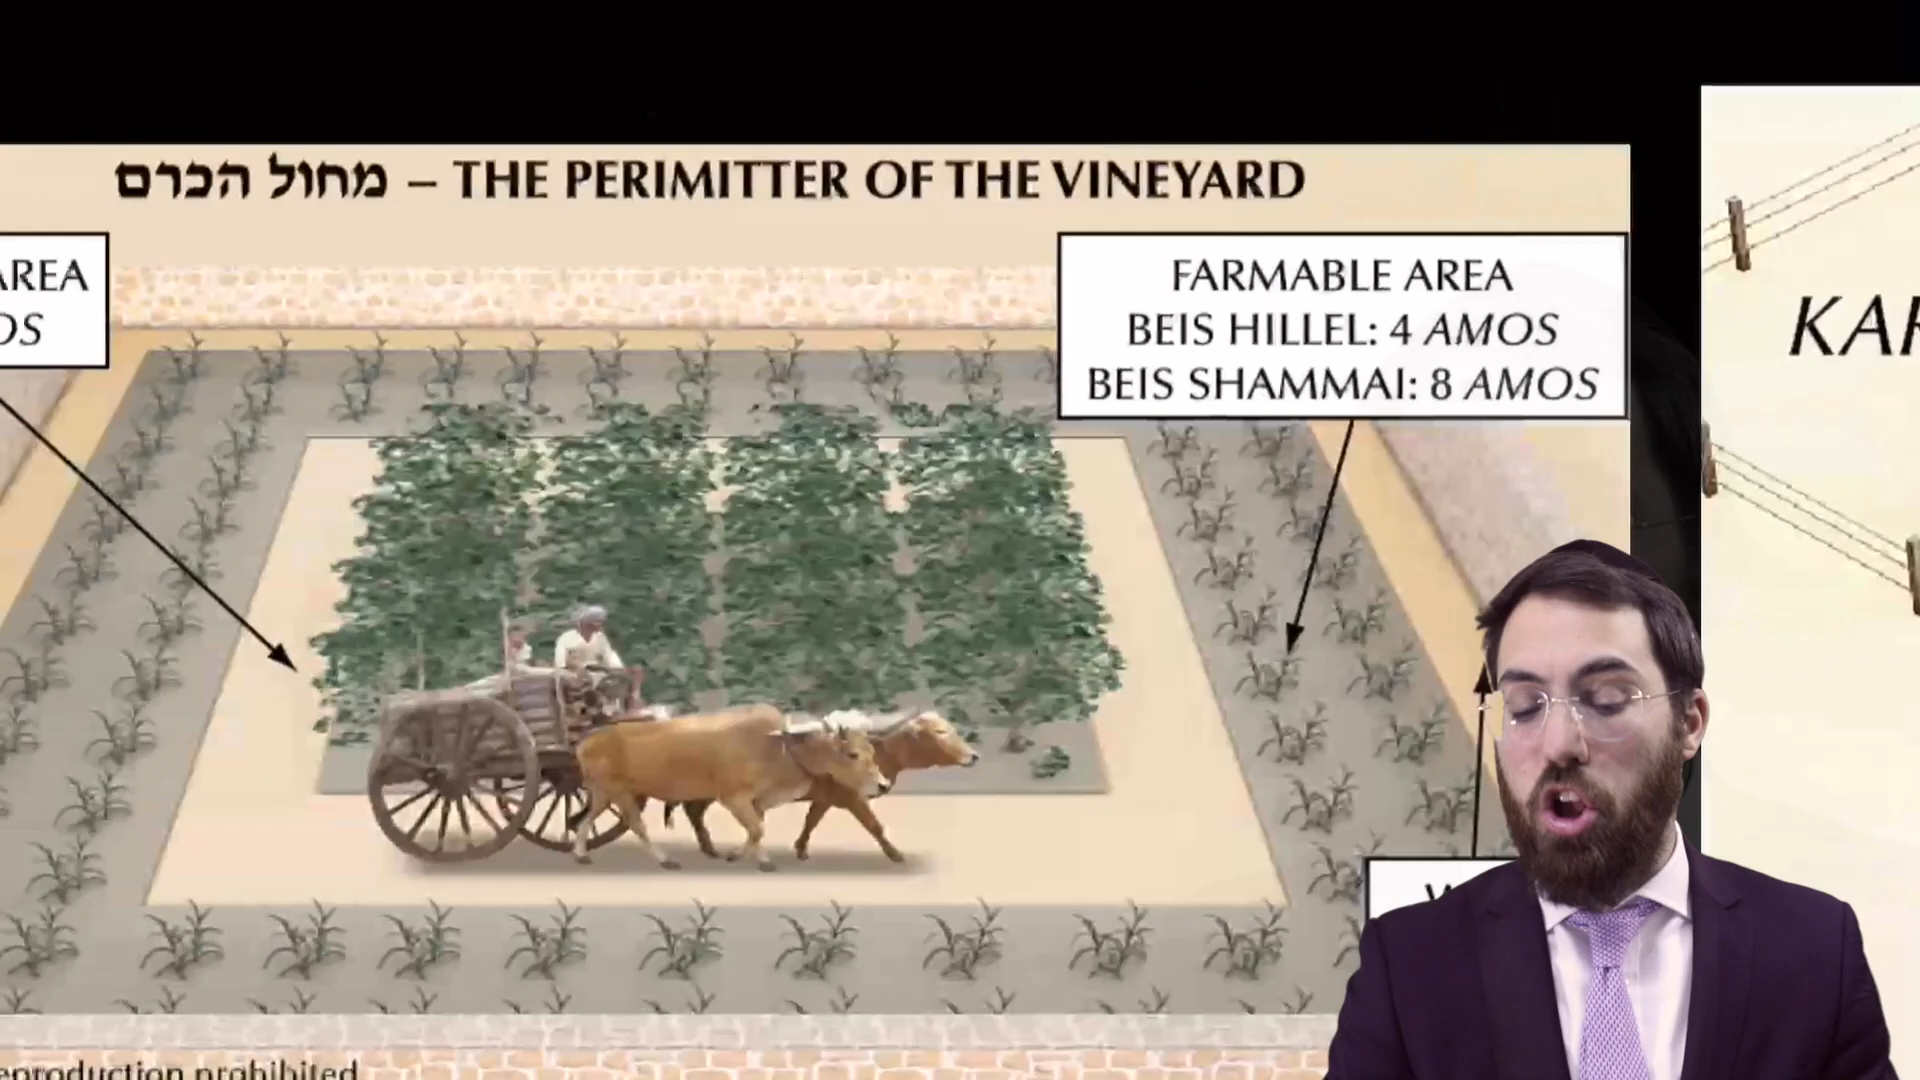 מחול הכרם – THE PERIMITTER OF THE VINEYARD
AREA
OS
FARMABLE AREA
BEIS HILLEL: 4 AMOS
BEIS SHAMMAI: 8 AMOS
KAR
W
eproduction prohibited